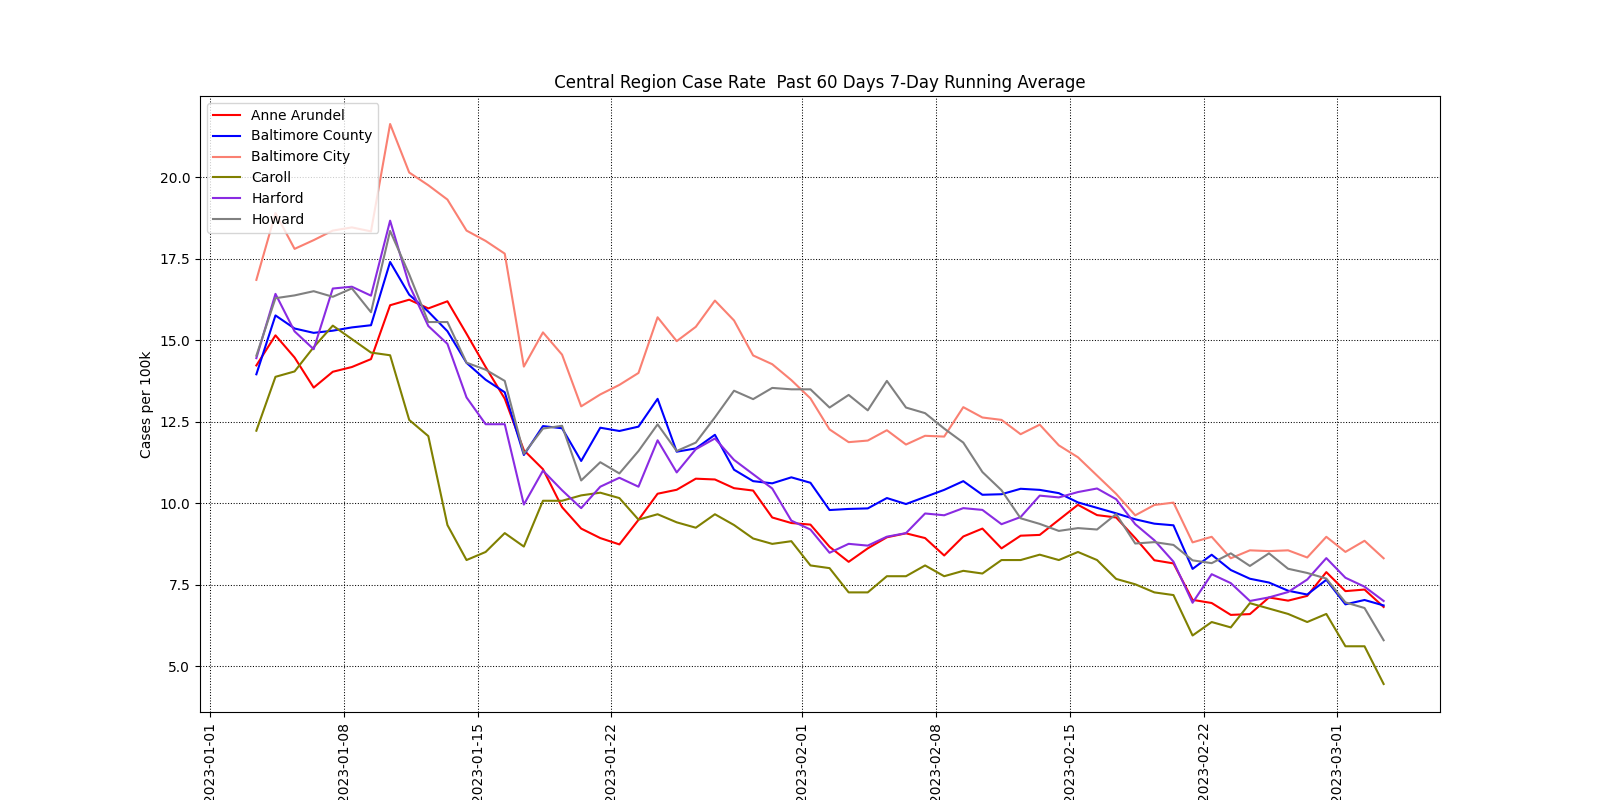 Central Region Case Rate  Past 60 Days 7-Day Running Average
Anne Arundel
Baltimore County
Baltimore City
Caroll
Harford
Howard
Cases per 100k
20.0
17.5
15.0
12.5
10.0
7.5
5.0
2023-01-01
2023-01-08
2023-01-15
2023-01-22
2023-02-01
2023-02-08
2023-02-15
2023-02-22
2023-03-01